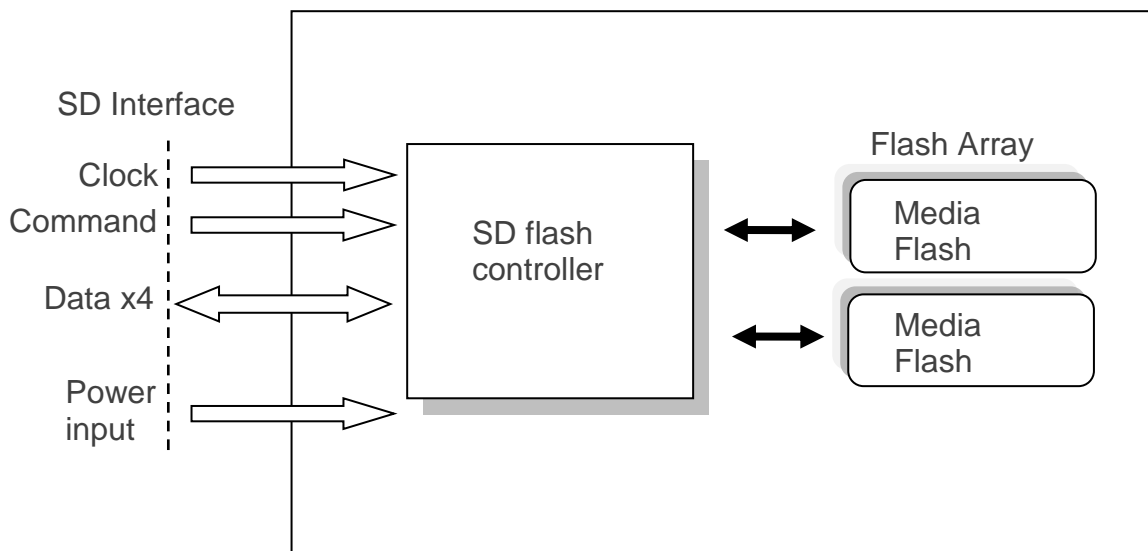 SD Interface
Clock
Command
Data x4
Power
input
SD flash
controller
Flash Array
Media
Flash
Media
Flash